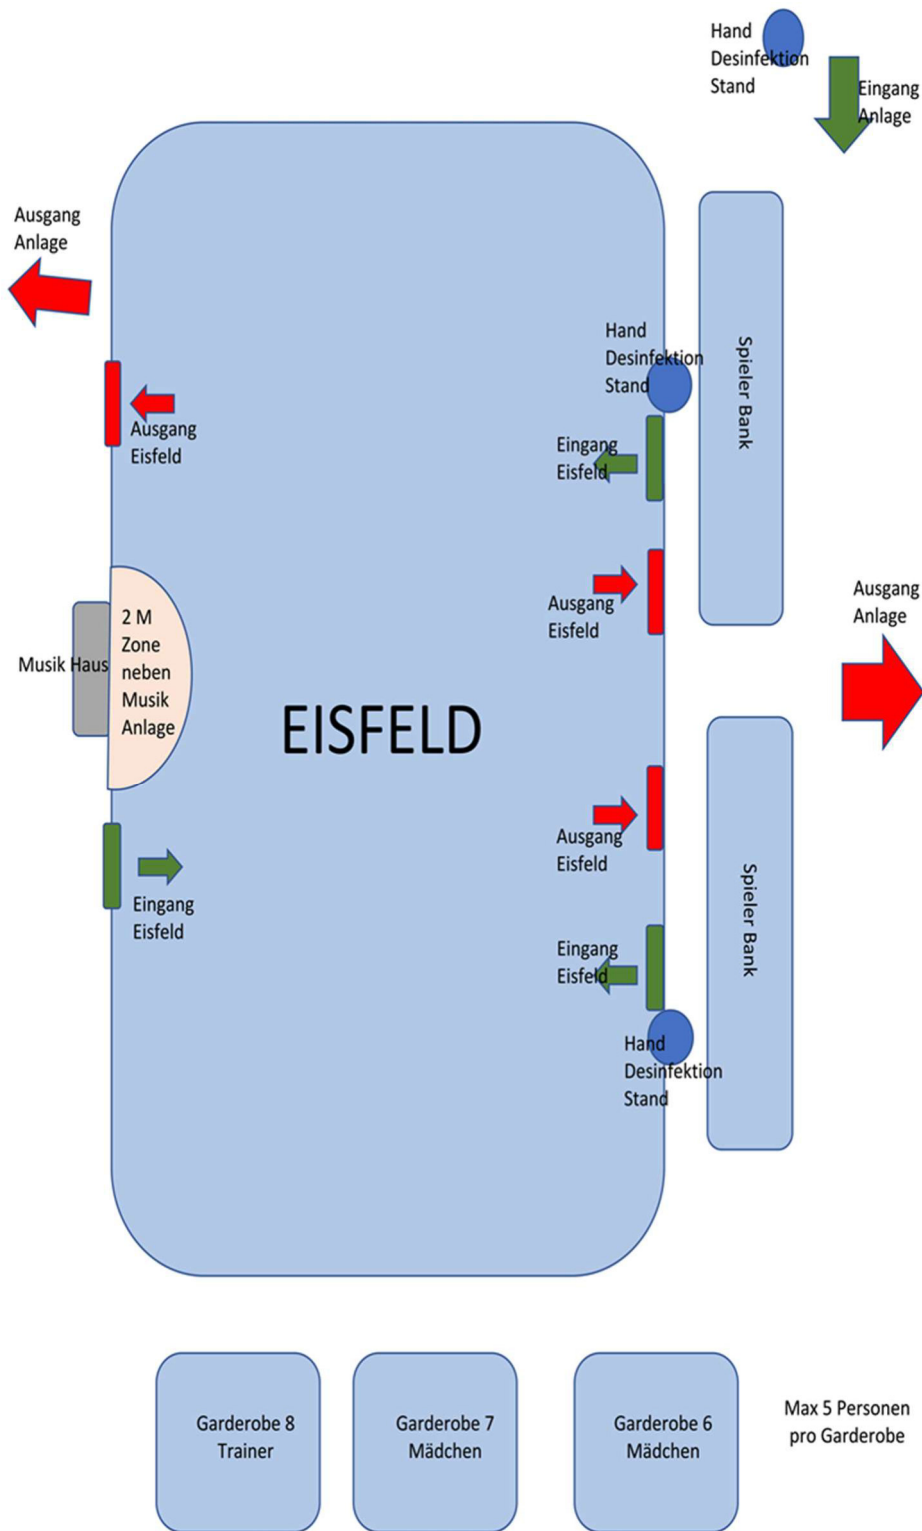 Hand
Desinfektion
Stand
Eingang
Anlage
Ausgang
Anlage
Hand
Desinfektion
Stand
Spieler Bank
Ausgang
Eisfeld
Eingang
Eisfeld
Ausgang
Eisfeld
Ausgang
Anlage
2 M
Zone
neben
Musik
Anlage
Musik Haus
EISFELD
Ausgang
Eisfeld
Spieler Bank
Eingang
Eisfeld
Eingang
Eisfeld
Hand
Desinfektion
Stand
Garderobe 8
Trainer
Garderobe 7
Mädchen
Garderobe 6
Mädchen
Max 5 Personen
pro Garderobe